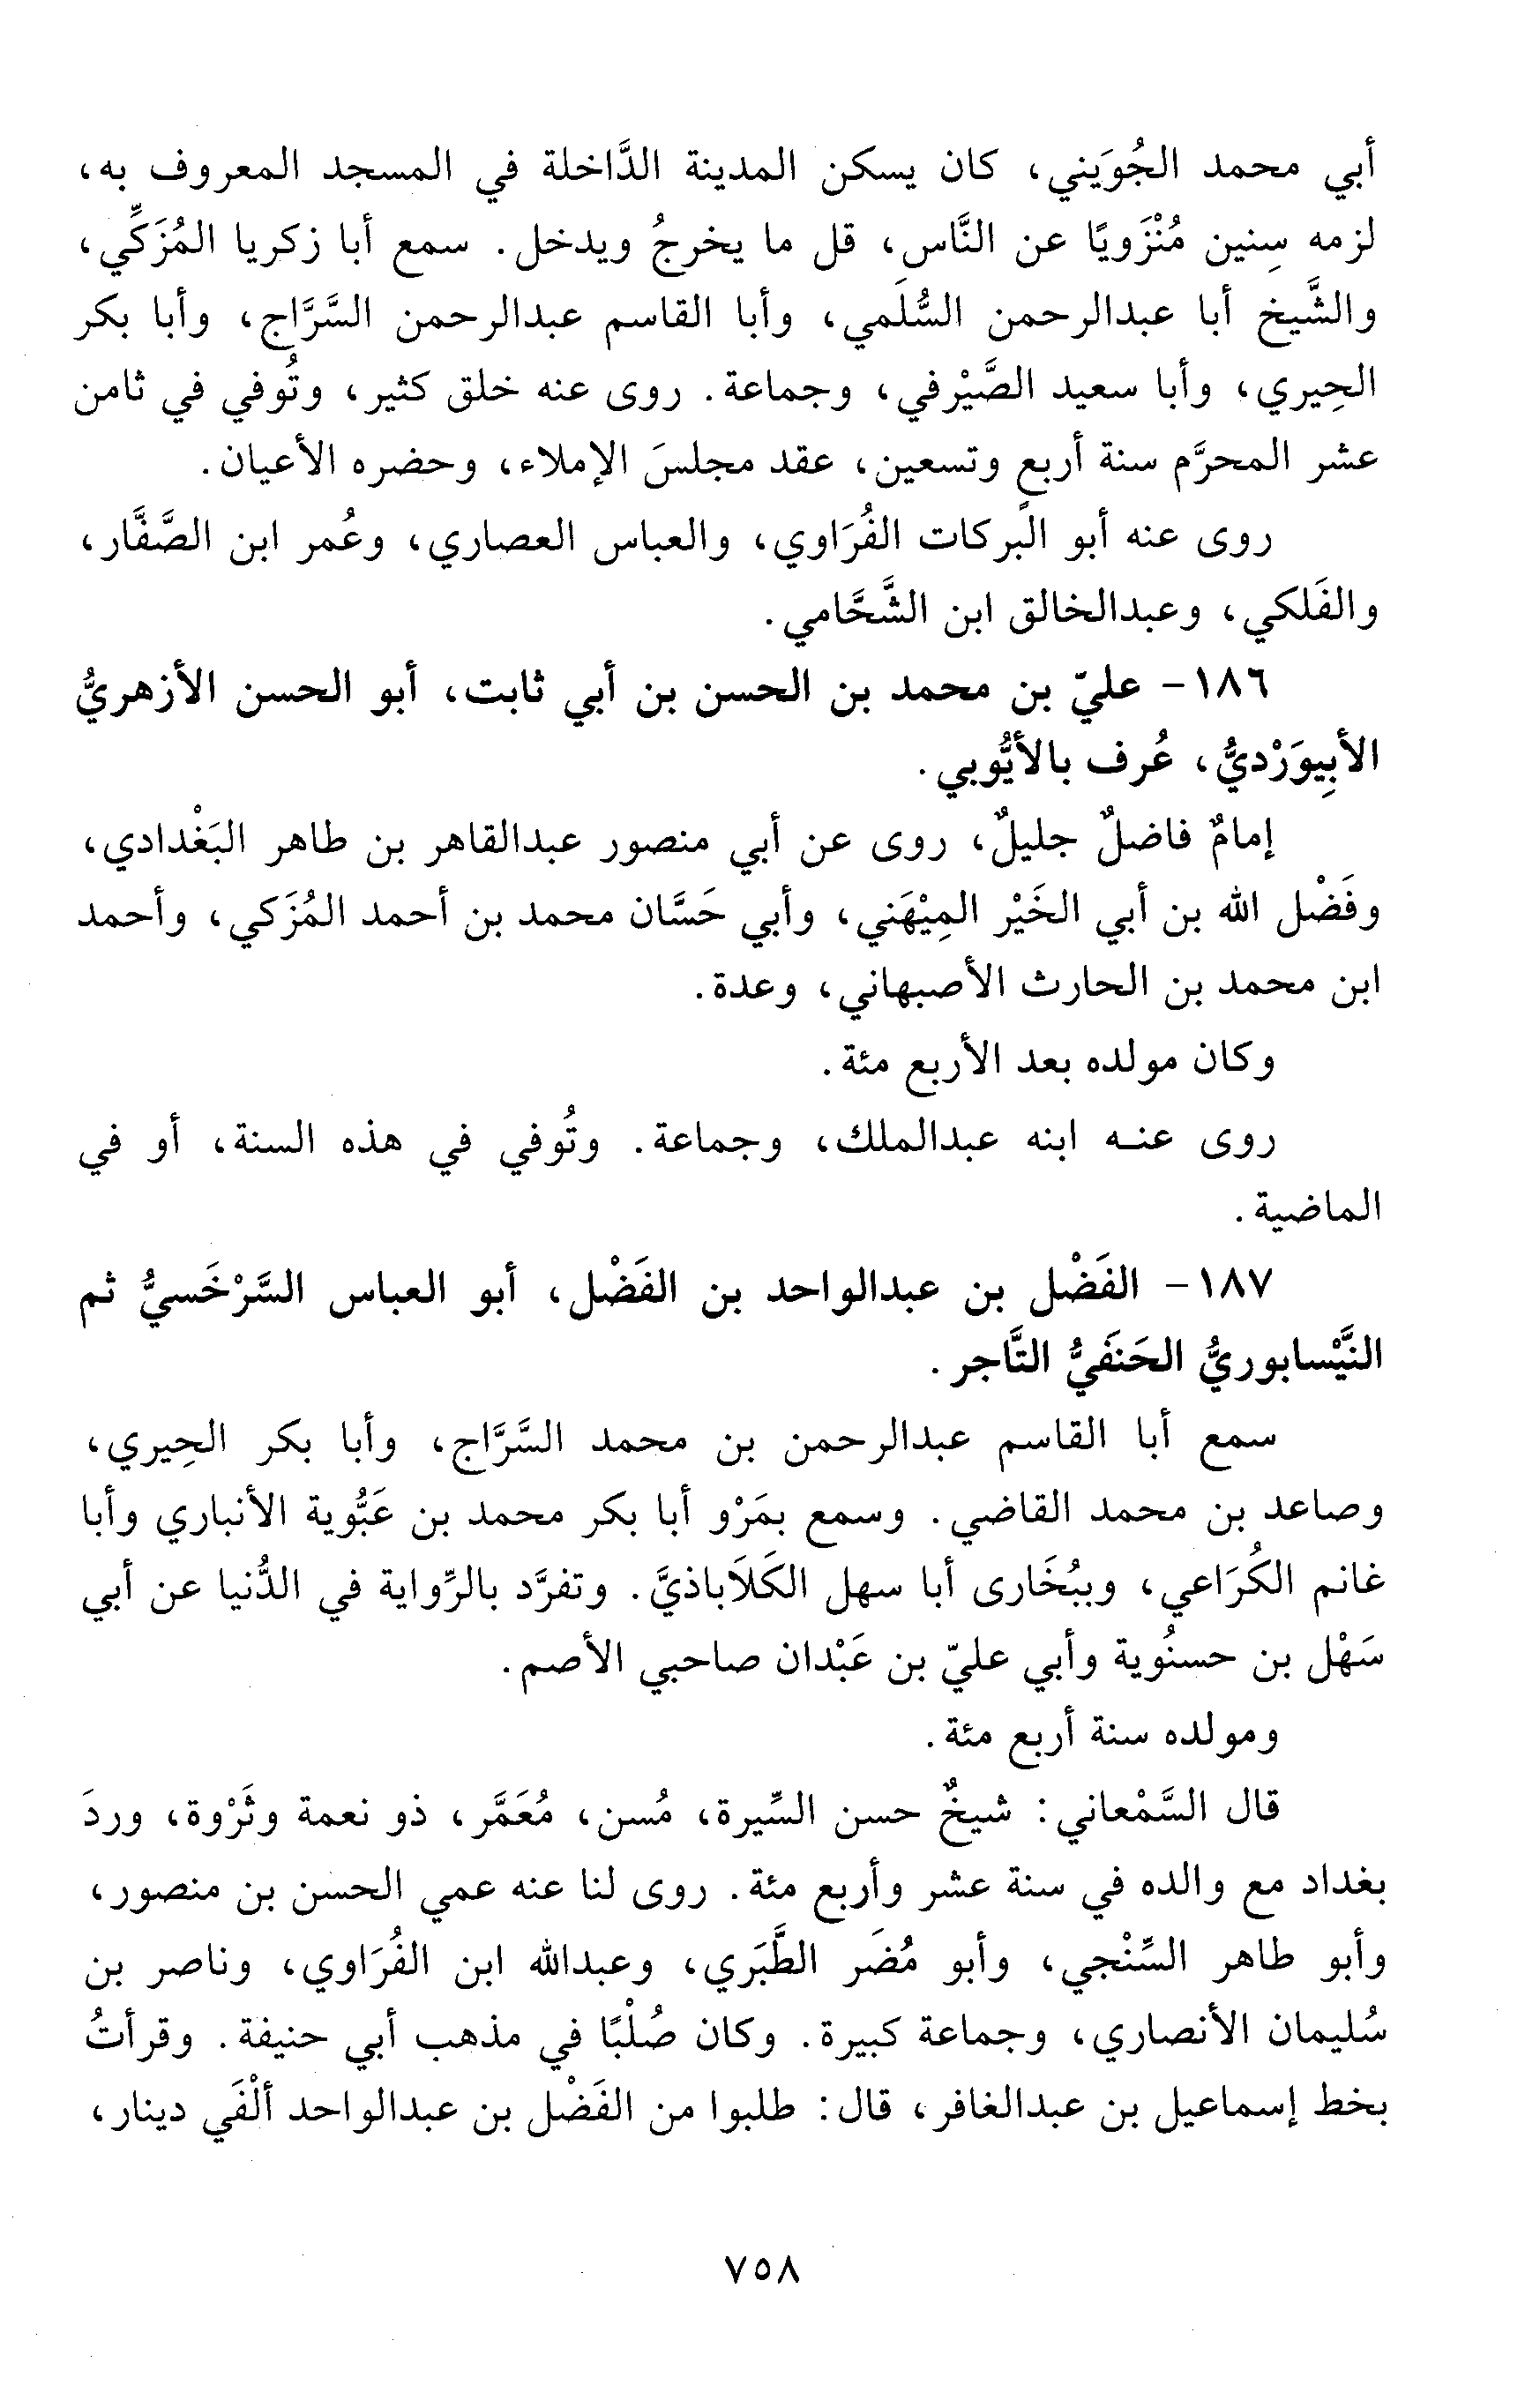 أبي محمد الجُوَيني، كان يسكن المدينة الدَّاخلة في المسجد المعروف به،
لزمه سِنين مُنْزَويًا عن النَّاس، قل ما يخرجُ ويدخل. سمع أبا زكريا المُزَكِّي،
والشَّيخ أبا عبدالرحمن السُّلَمي، وأبا القاسم عبدالرحمن السَّرَّاج، وأبا بكر
الحِيري، وأبا سعيد الصَّيْرفي، وجماعة. روى عنه خلق كثير، وتُوفي في ثامن
عشر المحرَّم سنة أربعٍ وتسعين، عقد مجلسَ الإملاء، وحضره الأعيان.
روى عنه أبو البركات الفُرَاوي، والعباس العصاري، وعُمر ابن الصَّفَّار،
والفَلكي، وعبدالخالق ابن الشَّحَّامي.
١٨٦- عليّ بن محمد بن الحسن بن أبي ثابت، أبو الحسن الأزهريُّ
الأبِيوَرْديُّ، عُرف بالأيُّوبي.
إمامٌ فاضلٌ جليلٌ، روى عن أبي منصور عبدالقاهر بن طاهر البَغْدادي،
وفَضْل الله بن أبي الخَيْر المِيْهَني، وأبي حَسَّان محمد بن أحمد المُزَكي، وأحمد
ابن محمد بن الحارث الأصبهاني، وعدة.
وكان مولده بعد الأربع مئة.
روى عنه ابنه عبدالملك، وجماعة. وتُوفي في هذه السنة، أو في
الماضية.
١٨٧- الفَضْل بن عبدالواحد بن الفَضْل، أبو العباس السَّرْخَسيُّ ثم
النَّيْسابوريُّ الحَنَفيُّ التَّاجر.
سمع أبا القاسم عبدالرحمن بن محمد السَّرَّاج، وأبا بكر الحِيري،
وصاعد بن محمد القاضي. وسمع بمَرْو أبا بكر محمد بن عَبُّوية الأنباري وأبا
غانم الكُرَاعي، وببُخَارى أبا سهل الكَلَاباذيَّ. وتفرَّد بالرِّواية في الدُّنيا عن أبي
سَهْل بن حسنُوية وأبي عليّ بن عَبْدان صاحبي الأصم.
ومولده سنة أربع مئة.
قال السَّمْعاني: شيخٌ حسن السِّيرة، مُسن، مُعَمَّر، ذو نعمة وثَرْوة، وردَ
بغداد مع والده في سنة عشر وأربع مئة. روى لنا عنه عمي الحسن بن منصور،
وأبو طاهر السِّنْجي، وأبو مُضَر الطَّبَري، وعبدالله ابن الفُرَاوي، وناصر بن
سُليمان الأنصاري، وجماعة كبيرة. وكان صُلْبًا في مذهب أبي حنيفة. وقرأتُ
بخط إسماعيل بن عبدالغافر، قال: طلبوا من الفَضْل بن عبدالواحد ألْفَي دينار،
٧٥٨